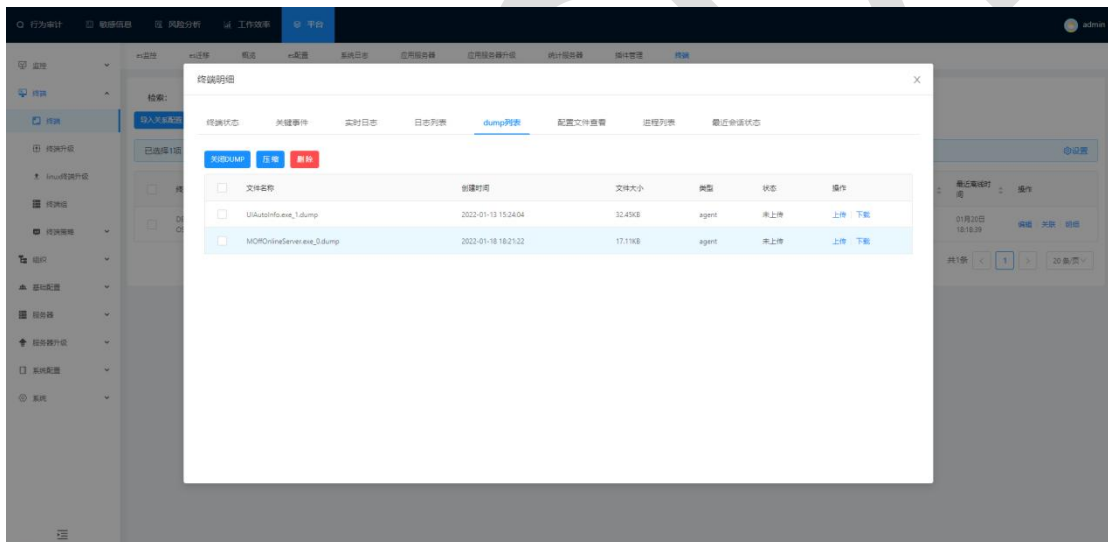 行为审计 敏感信息 风险分析 工作效率 平台 admin
es监控 es迁移 概览 es配置 系统日志 应用服务器 应用服务器升级 统计服务器 插件管理 终端
监控
终端
终端
终端升级
linux终端升级
终端组
终端策略
组织
基础配置
服务器
服务器升级
系统配置
系统
检索:
导入关系配置
已选择1项
设置
最近离线时间 操作
01月20日 18:18:39 编辑 关联 明细
共1条 < 1 > 20 条/页
终端明细
终端状态 关键事件 实时日志 日志列表 dump列表 配置文件查看 进程列表 最近会话状态
关闭DUMP 压缩 删除
文件名称 创建时间 文件大小 类型 状态 操作
UIAutoInfo.exe_1.dump 2022-01-13 15:24:04 32.45KB agent 未上传 上传 下载
MOffOnlineServer.exe_0.dump 2022-01-18 18:21:22 17.11KB agent 未上传 上传 下载